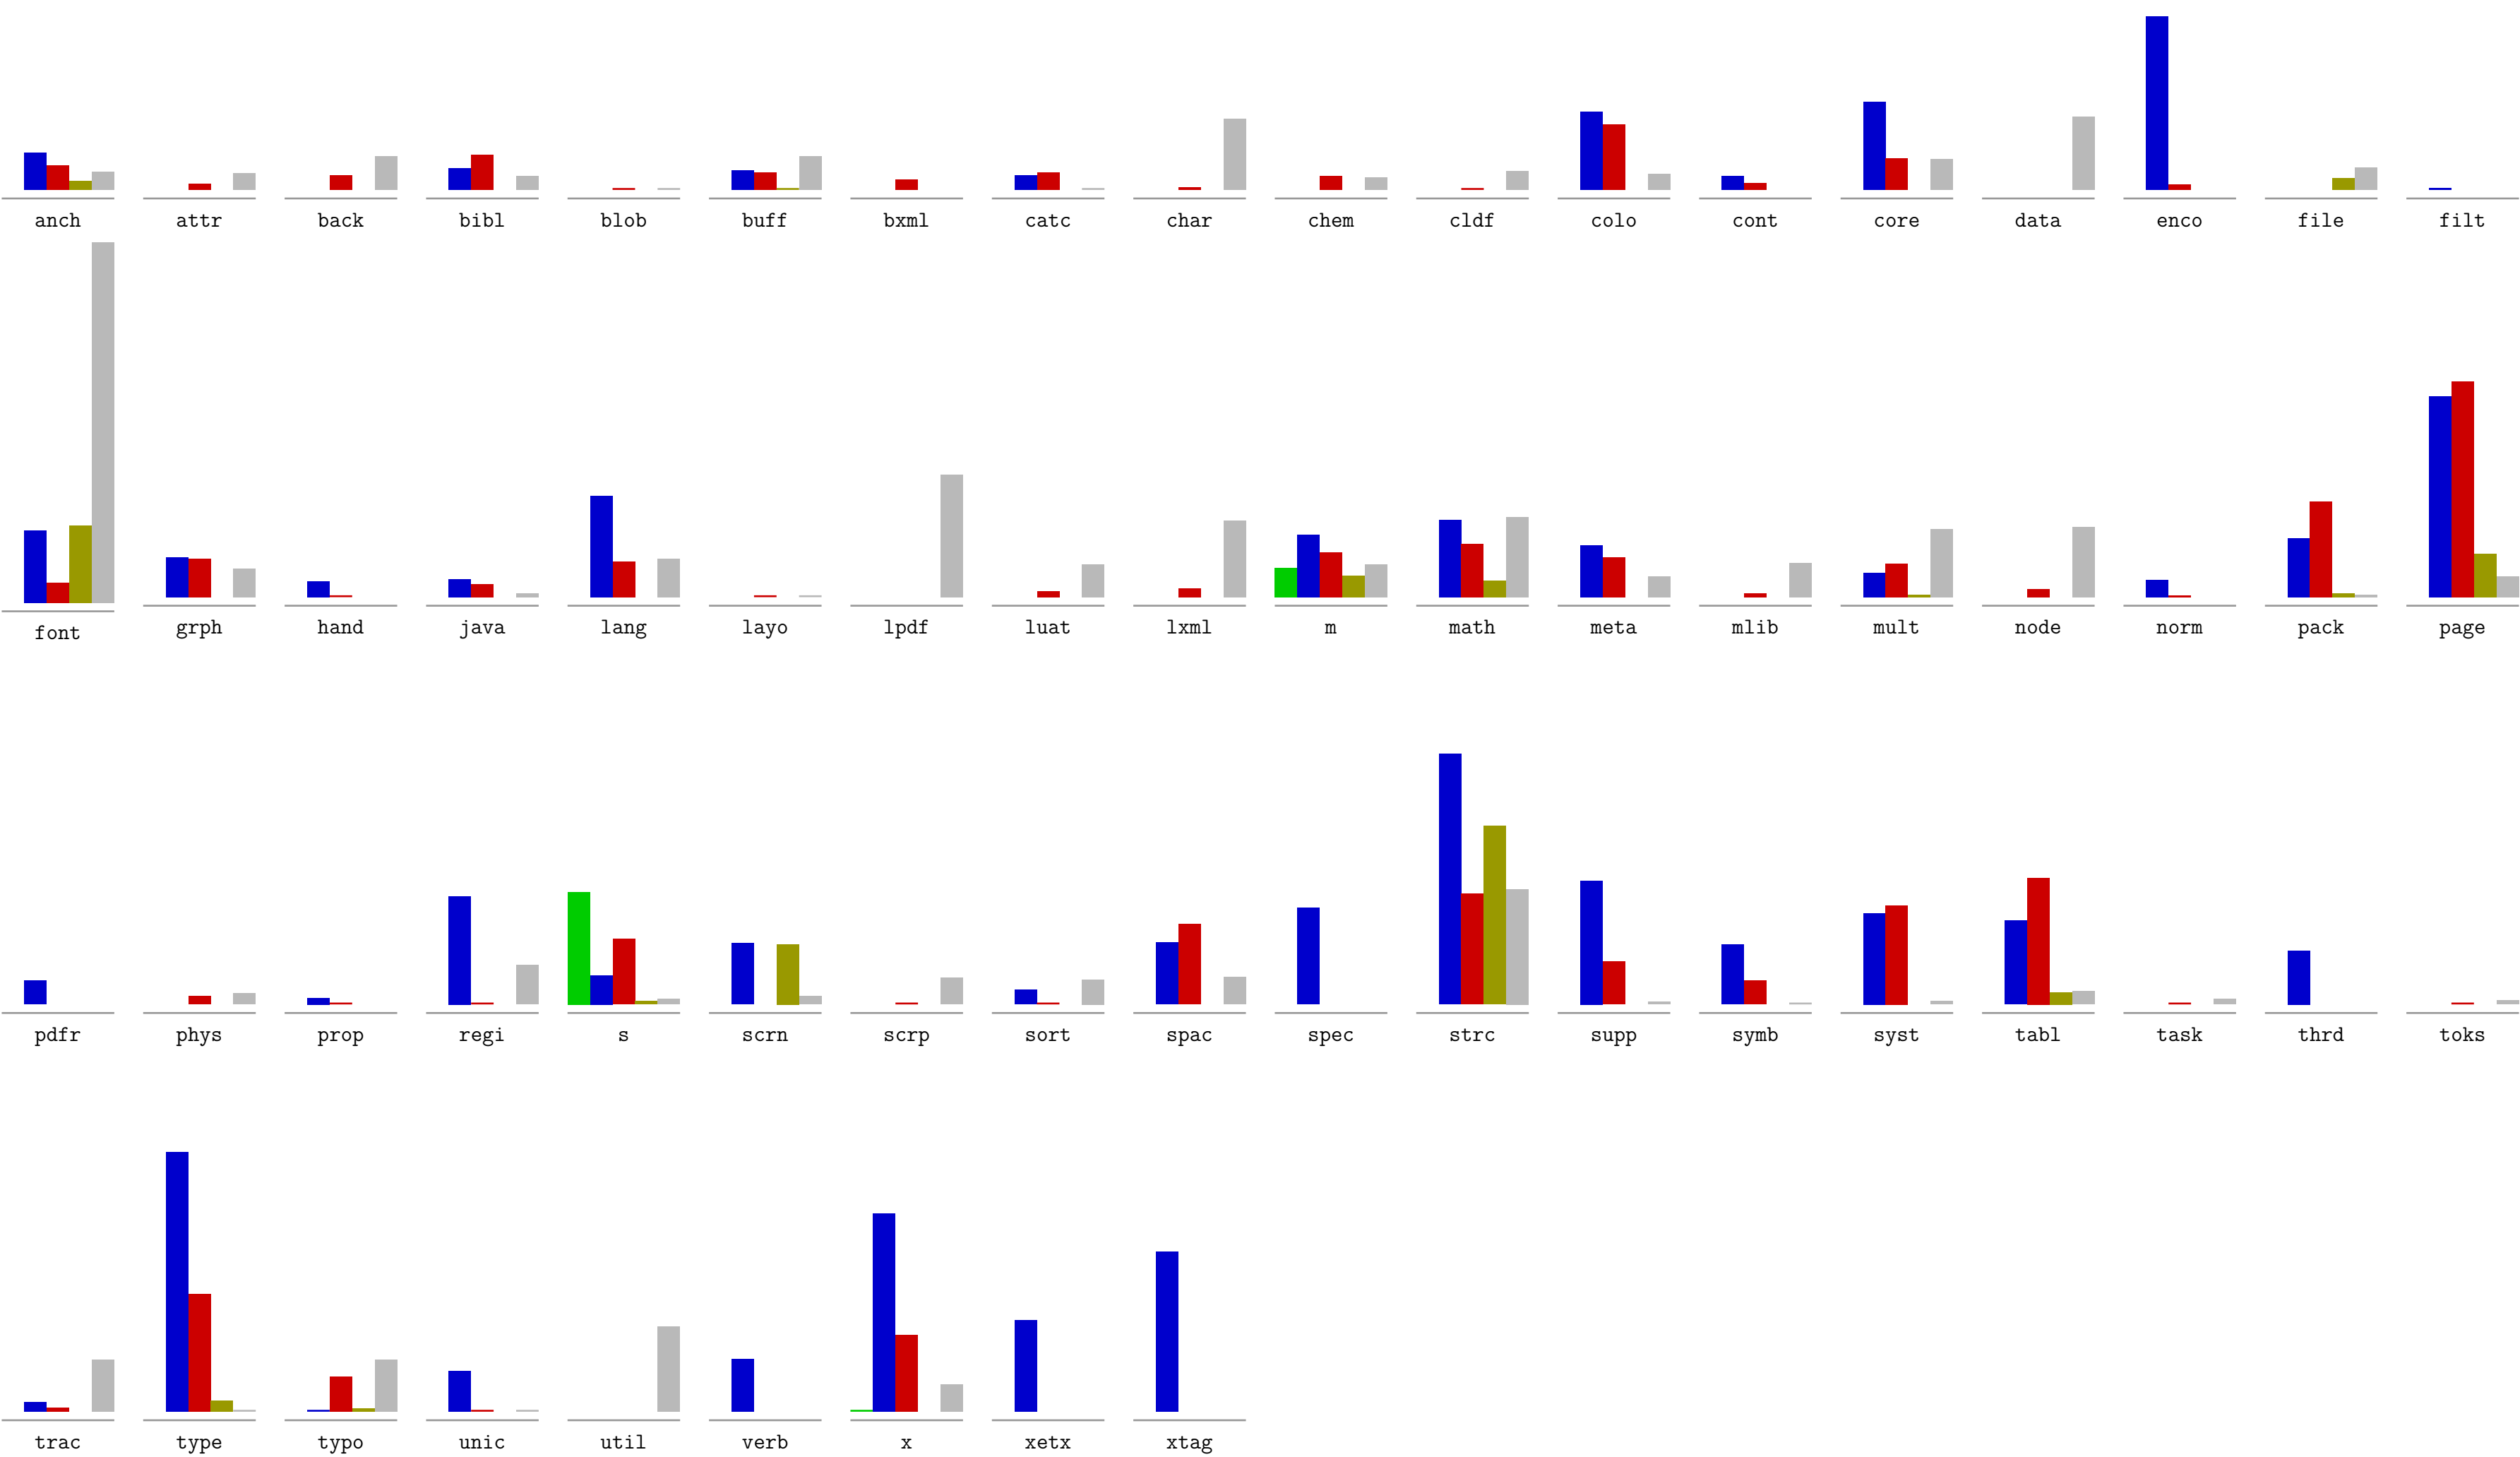 anch attr back bibl blob buff bxml catc char chem cldf colo cont core data enco file filt
font grph hand java lang layo lpdf luat lxml m math meta mlib mult node norm pack page
pdfr phys prop regi s scrn scrp sort spac spec strc supp symb syst tabl task thrd toks
trac type typo unic util verb x xetx xtag